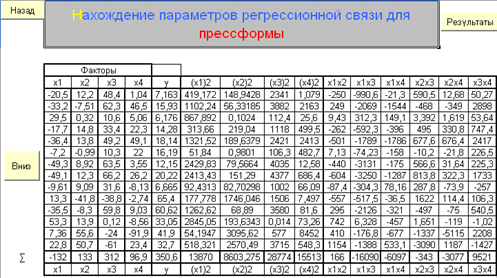 Назад
Нахождение параметров регрессионной связи для
прессформы
Результаты
Факторы
x1 x2 x3 x4 y (x1)2 (x2)2 (x3)2 (x4)2 x1x2 x1x3 x1x4 x2x3 x2x4 x3x4
-20,5 12,2 48,4 1,04 7,163 419,172 148,9428 2341 1,079 -250 -990,6 -21,3 590,5 12,68 50,27
-33,2 -7,51 62,3 46,5 15,93 1102,24 56,33185 3882 2163 249 -2069 -1544 -468 -349 2898
29,5 0,32 10,6 5,06 6,176 867,892 0,1024 112,4 25,6 9,43 312,3 149,1 3,392 1,619 53,64
-17,7 14,8 33,4 22,3 14,28 313,66 219,04 1118 499,5 -262 -592,3 -396 495 330,8 747,4
-36,4 13,8 49,2 49,1 18,14 1321,52 189,6379 2421 2413 -501 -1789 -1786 677,6 676,4 2417
-7,2 -0,99 10,3 22 16,19 51,84 0,9801 106,3 482,7 7,13 -74,23 -158 -10,2 -21,8 226,5
Вниз
-49,3 8,92 63,5 3,55 12,15 2429,83 79,5664 4035 12,58 -440 -3131 -175 566,6 31,64 225,3
-49,1 12,3 66,2 26,2 20,22 2413,43 151,29 4377 686,4 -604 -3250 -1287 813,8 322,3 1733
-9,61 9,09 31,6 -8,13 6,665 92,4313 82,70298 1002 66,09 -87,4 -304,3 78,16 287,8 -73,9 -257
13,3 -41,8 -38,8 -2,74 65,4 177,778 1746,046 1506 7,497 -557 -517,5 -36,5 1622 114,4 106,3
-35,5 -8,3 59,8 9,03 60,62 1262,62 68,89 3580 81,6 295 -2126 -321 -497 -75 540,5
53,3 13,9 0,12 -8,56 33,05 2845,05 193,6343 0,014 73,26 742 6,328 -457 1,651 -119 -1,02
7,36 55,6 -24 -91,9 41,9 54,1947 3095,62 577 8452 410 -176,8 -677 -1337 -5115 2208
22,8 50,7 -61 23,4 32,7 518,321 2570,49 3715 548,3 1154 -1388 533,1 -3090 1187 -1427
Σ -132 133 312 96,9 350,6 13870 8603,275 28774 15513 166 -16090 -6097 -343 -3077 9521
x1 x2 x3 x4 y (x1)2 (x2)2 (x3)2 (x4)2 x1x2 x1x3 x1x4 x2x3 x2x4 x3x4